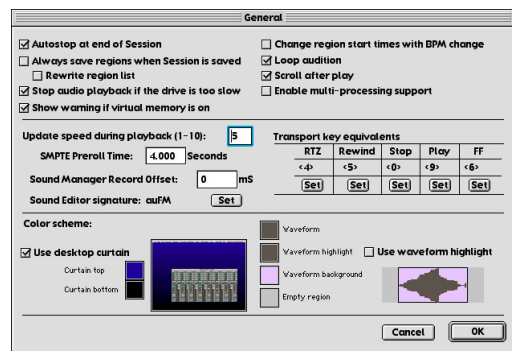 General
Autostop at end of Session
Always save regions when Session is saved
Rewrite region list
Stop audio playback if the drive is too slow
Show warning if virtual memory is on
Change region start times with BPM change
Loop audition
Scroll after play
Enable multi-processing support
Update speed during playback (1-10): 5
SMPTE Preroll Time: 4.000 Seconds
Sound Manager Record Offset: 0 mS
Sound Editor signature: auFM Set
Transport key equivalents
RTZ Rewind Stop Play FF
<4> <5> <0> <9> <6>
Set Set Set Set Set
Color scheme:
Use desktop curtain
Curtain top
Curtain bottom
Waveform
Waveform highlight
Use waveform highlight
Waveform background
Empty region
Cancel OK